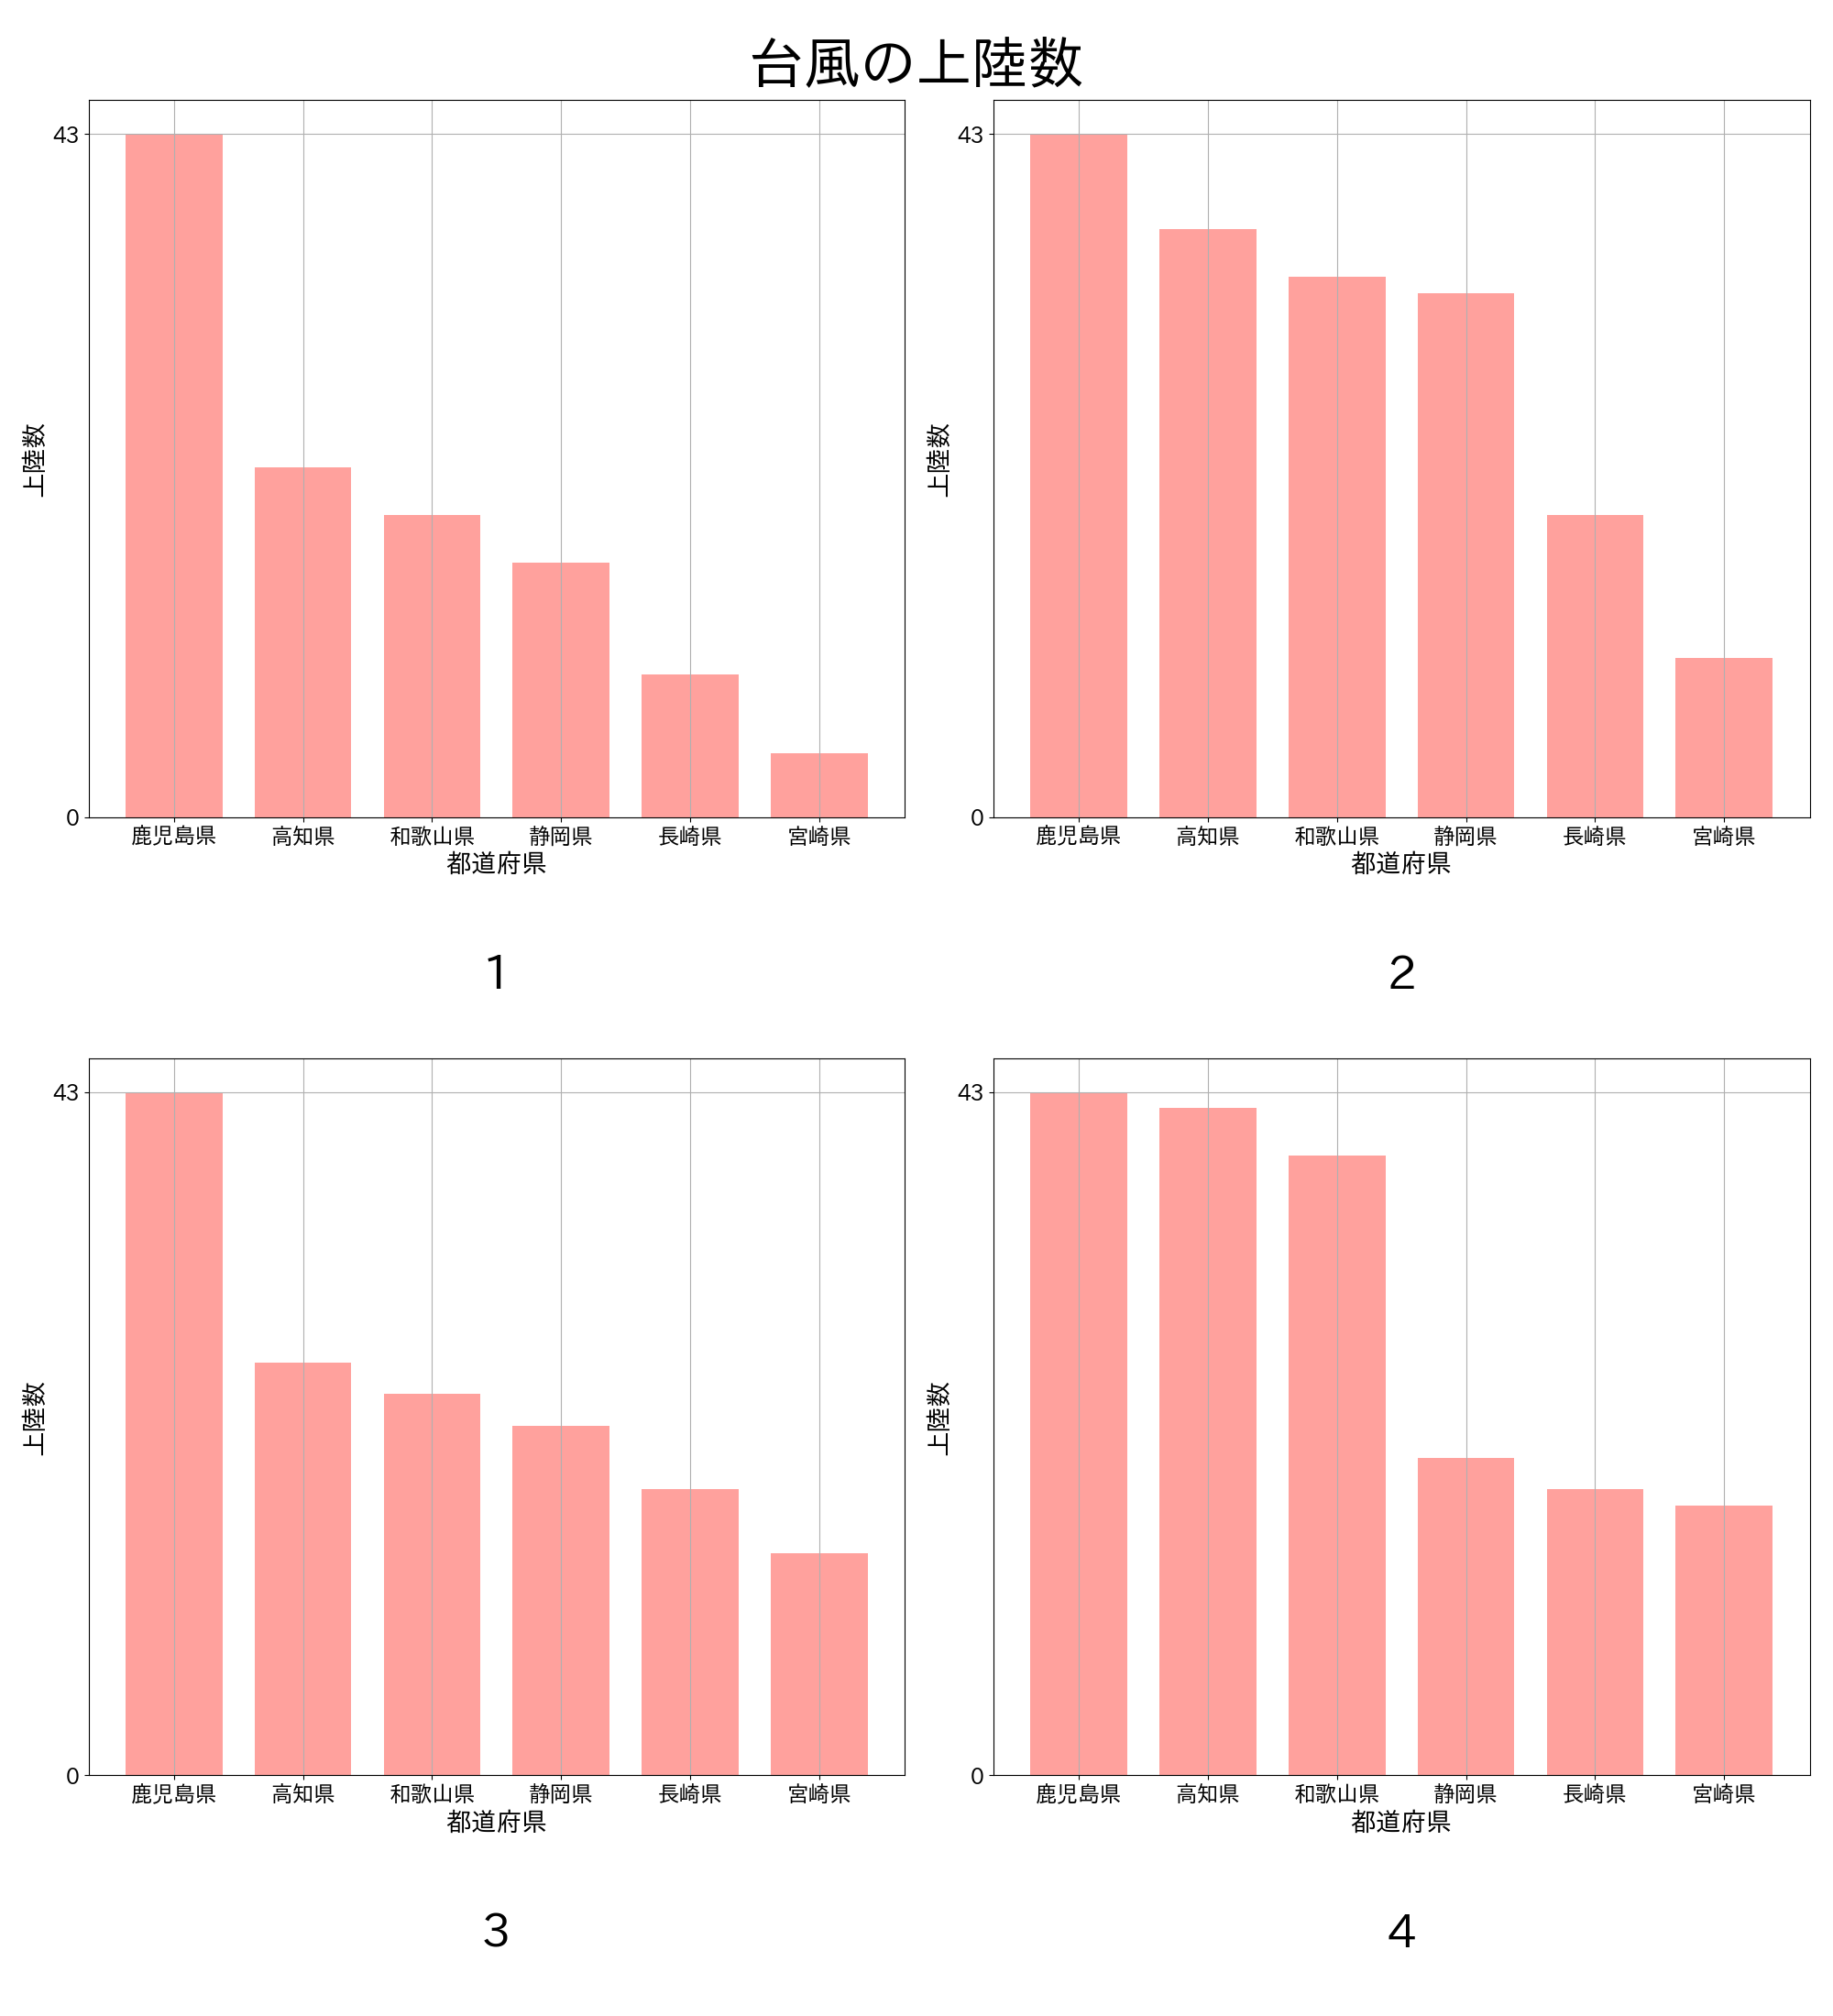 台風の上陸数
43
0
上陸数
鹿児島県 高知県 和歌山県 静岡県 長崎県 宮崎県
都道府県
1
43
0
上陸数
鹿児島県 高知県 和歌山県 静岡県 長崎県 宮崎県
都道府県
2
43
0
上陸数
鹿児島県 高知県 和歌山県 静岡県 長崎県 宮崎県
都道府県
3
43
0
上陸数
鹿児島県 高知県 和歌山県 静岡県 長崎県 宮崎県
都道府県
4